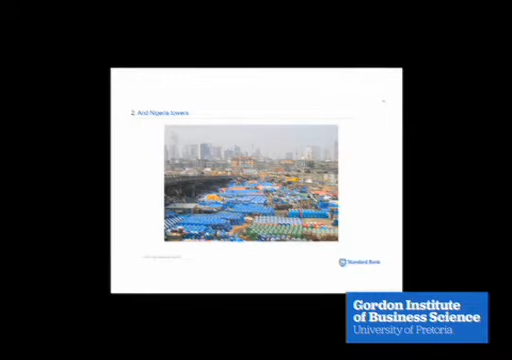 2. And Nigeria towers
Standard Bank
Gordon Institute
of Business Science
University of Pretoria